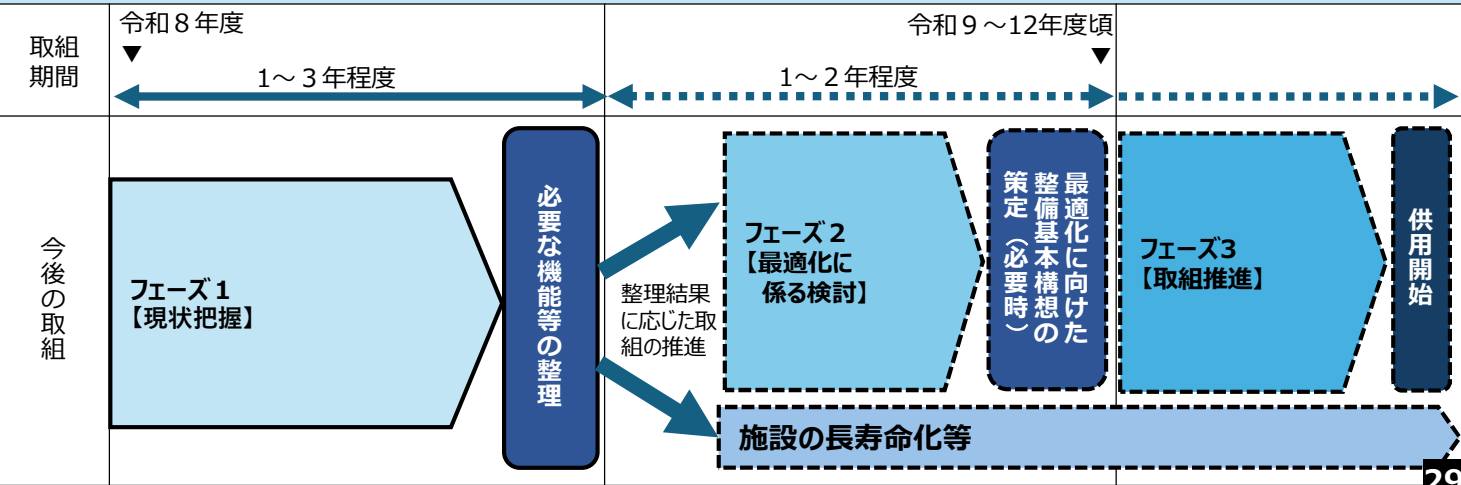 取組
期間
令和８年度
▼
1～３年程度
令和９～12年度頃
▼
1～２年程度
今後の取組
フェーズ１
【現状把握】
必要な機能等の整理
整理結果
に応じた取
組の推進
フェーズ２
【最適化に
係る検討】
最適化に向けた
整備基本構想の
策定（必要時）
フェーズ3
【取組推進】
供用開始
施設の長寿命化等
29